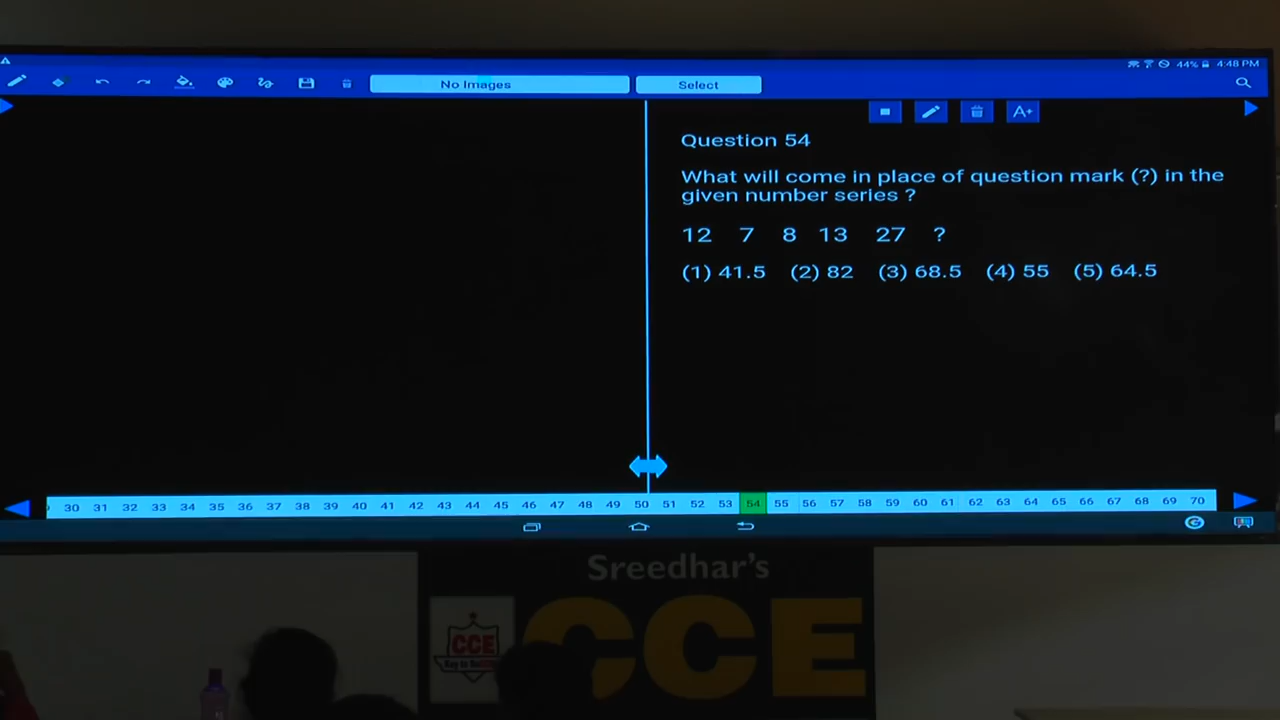 44% 4:48 PM
No Images Select
A+
Question 54
What will come in place of question mark (?) in the
given number series ?
12 7 8 13 27 ?
(1) 41.5 (2) 82 (3) 68.5 (4) 55 (5) 64.5
30 31 32 33 34 35 36 37 38 39 40 41 42 43 44 45 46 47 48 49 50 51 52 53 54 55 56 57 58 59 60 61 62 63 64 65 66 67 68 69 70
Sreedhar's
CCE
CCE
Key to